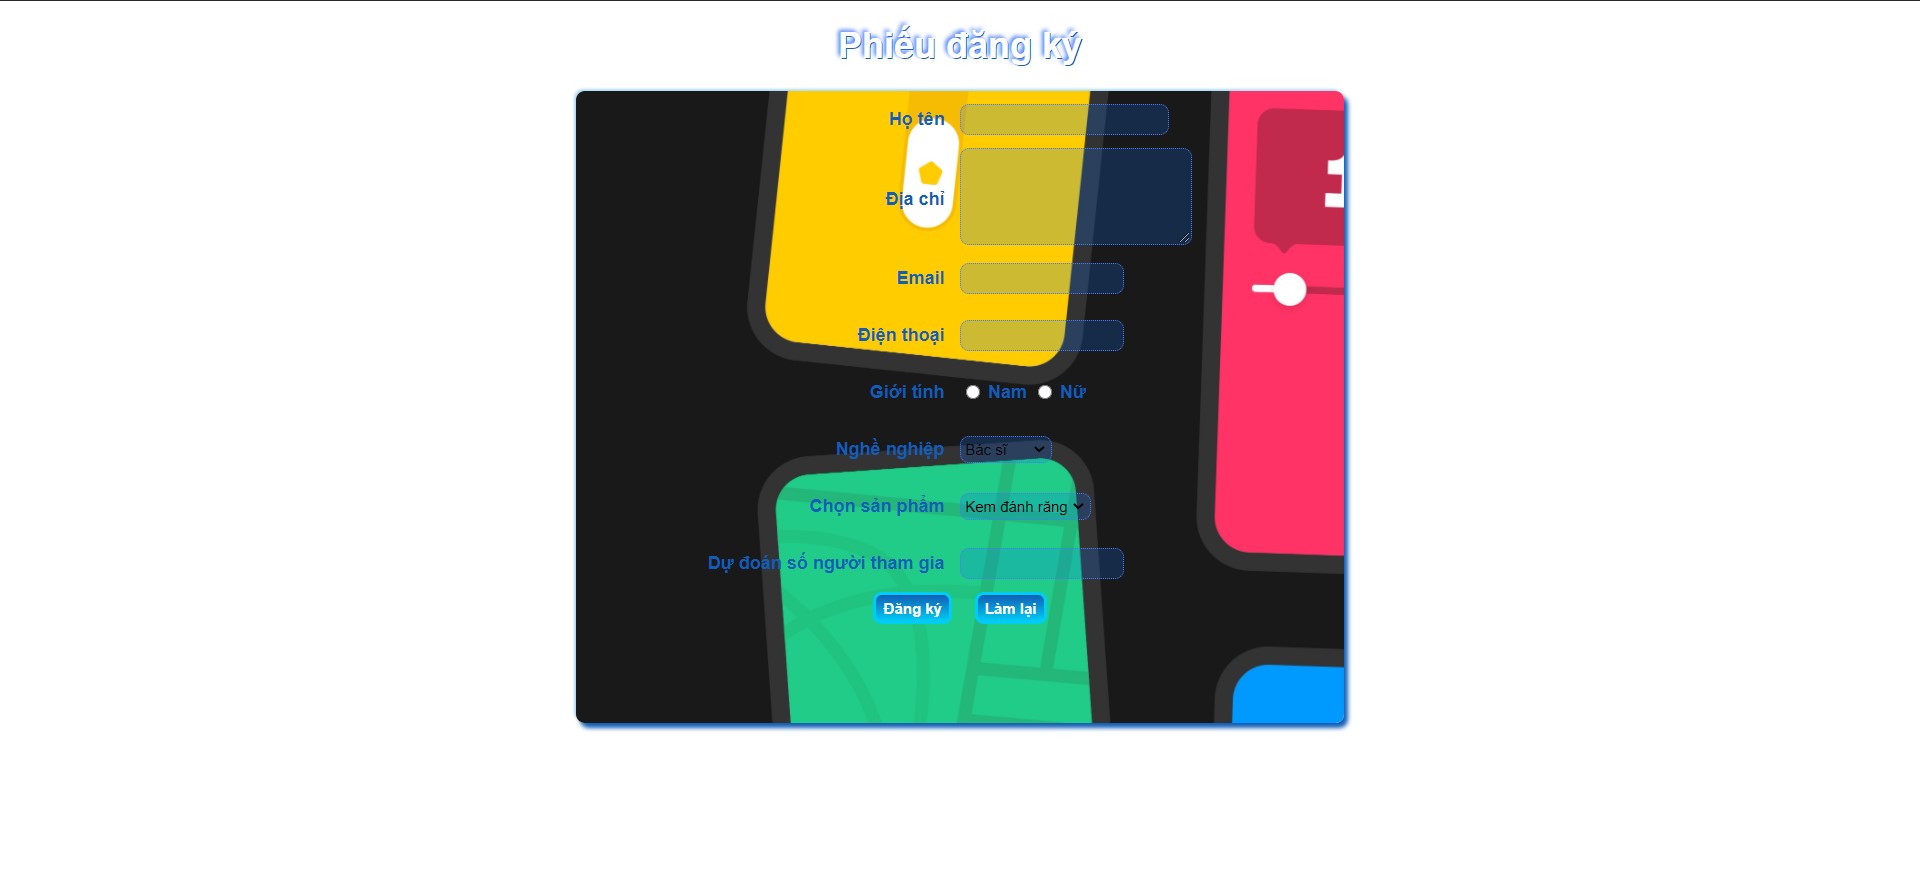 Phiếu đăng ký
Họ tên
Địa chỉ
Email
Điện thoại
Giới tính Nam Nữ
Nghề nghiệp Bác sĩ
Chọn sản phẩm Kem đánh răng
Dự đoán số người tham gia
Đăng ký Làm lại